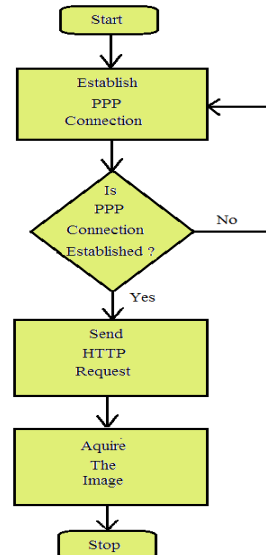 Start
Establish
PPP
Connection
Is
PPP
Connection
Established ?
No
Yes
Send
HTTP
Request
Aquire
The
Image
Stop